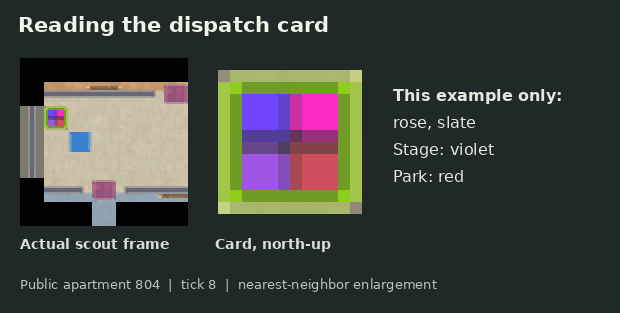 Reading the dispatch card
This example only:
rose, slate
Stage: violet
Park: red
Actual scout frame
Card, north-up
Public apartment 804 | tick 8 | nearest-neighbor enlargement